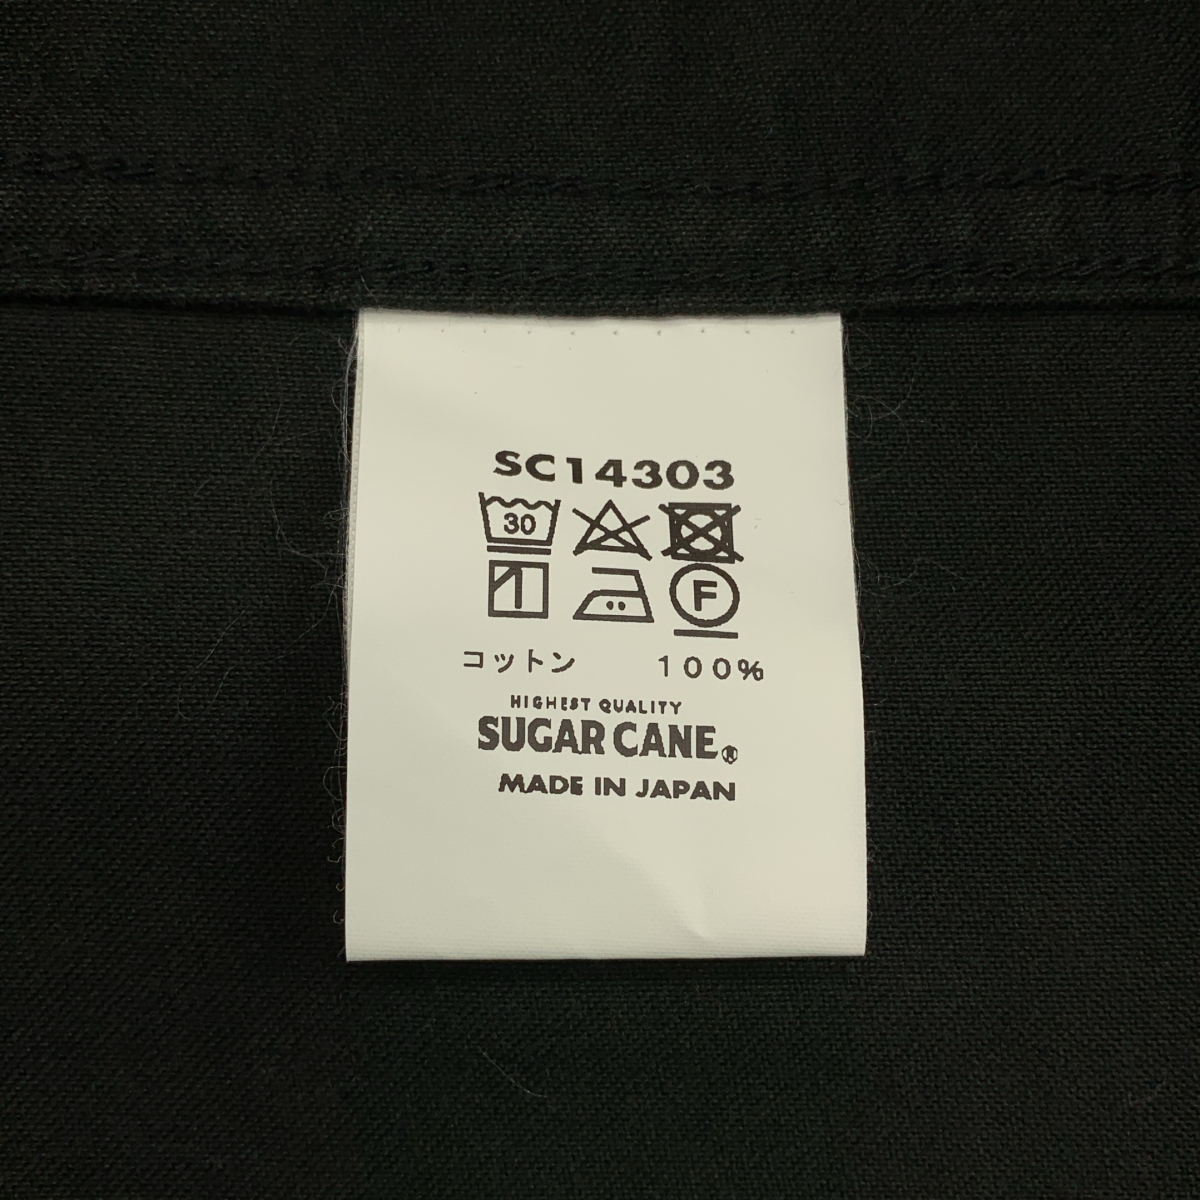 SC14303
30
F
コットン 100%
HIGHEST QUALITY
SUGAR CANE®
MADE IN JAPAN